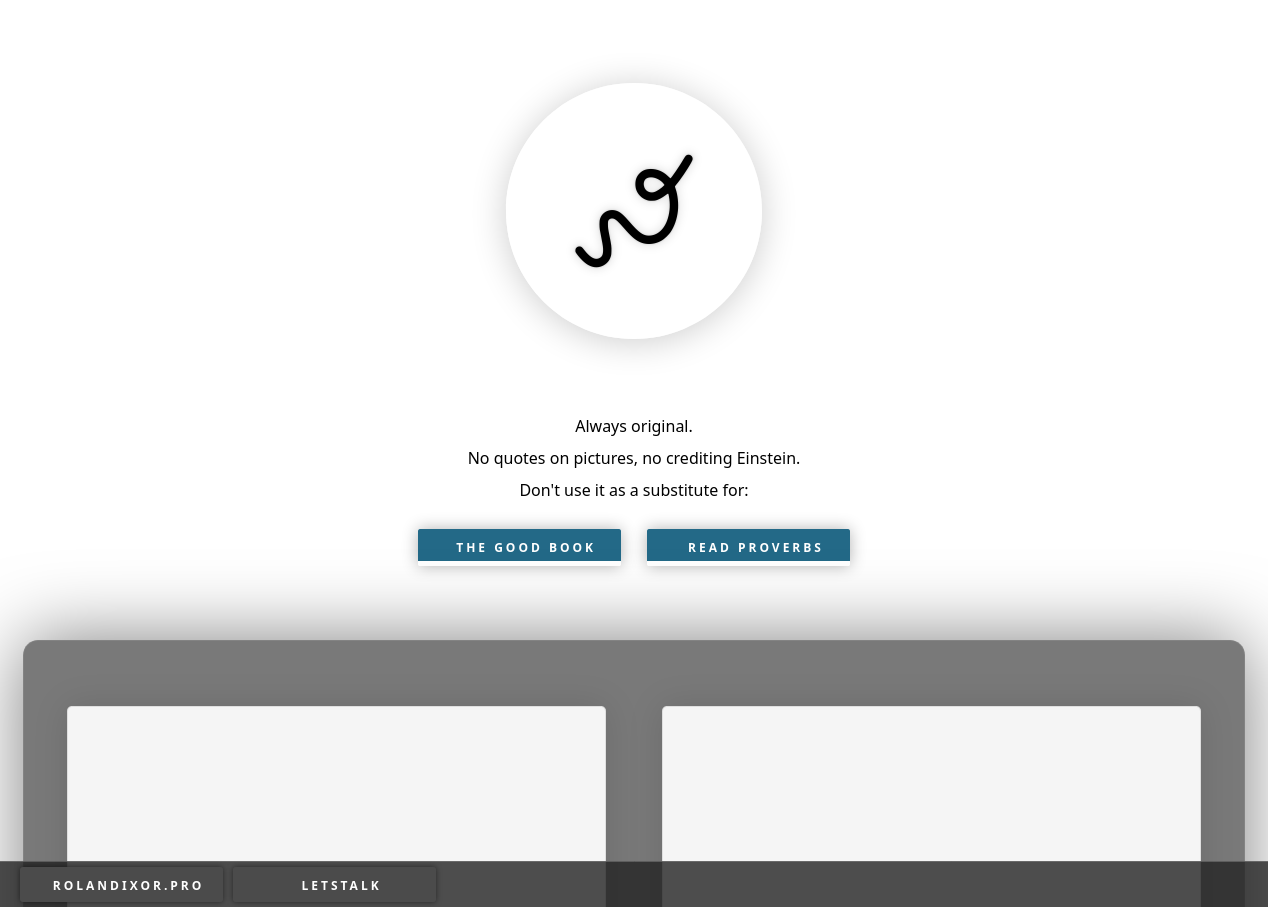 Always original.
No quotes on pictures, no crediting Einstein.
Don't use it as a substitute for:
THE GOOD BOOK
READ PROVERBS
ROLANDIXOR.PRO
LETSTALK